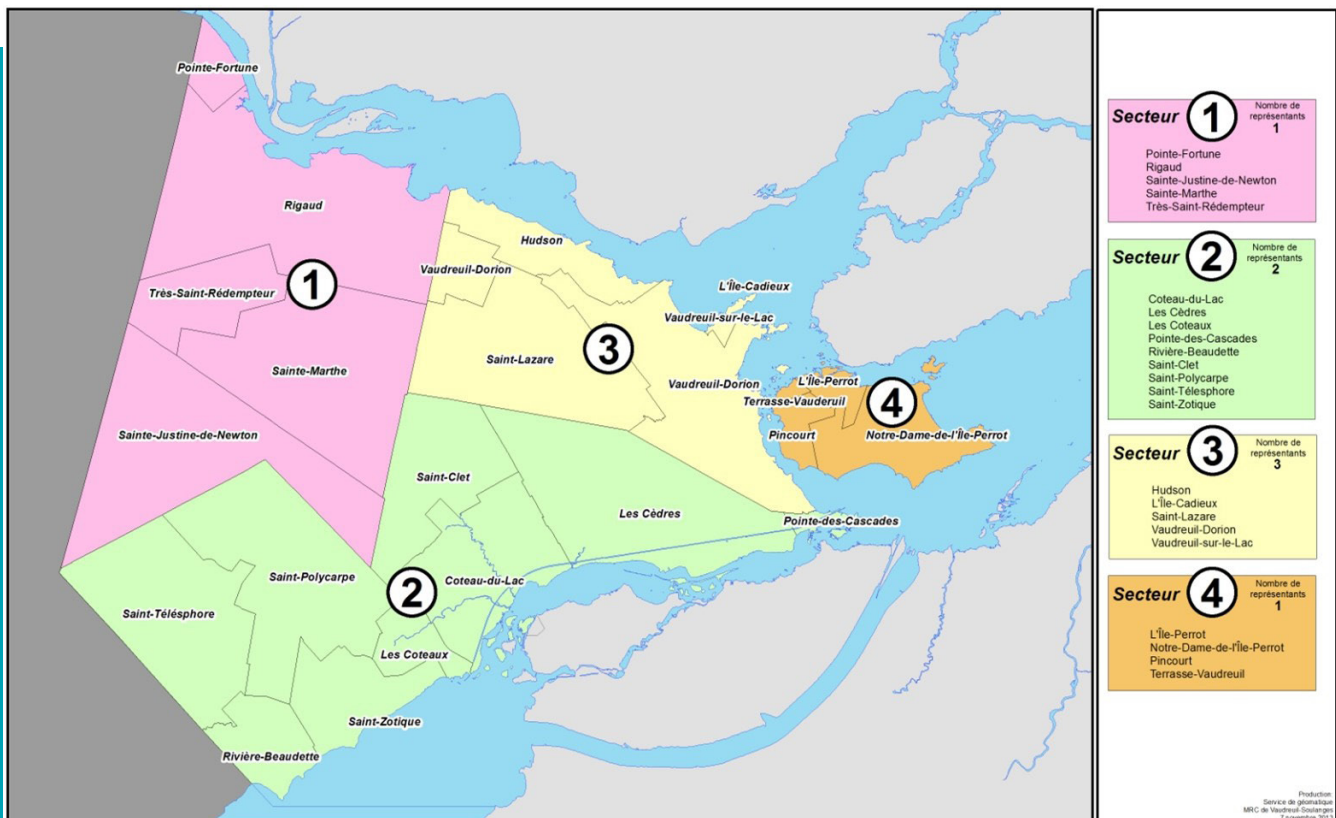 Pointe-Fortune
Rigaud
Hudson
Vaudreuil-Dorion
L'Île-Cadieux
Très-Saint-Rédempteur
1
Vaudreuil-sur-le-Lac
3
Saint-Lazare
Sainte-Marthe
Vaudreuil-Dorion
L'Île-Perrot
Terrasse-Vauderuil
4
Sainte-Justine-de-Newton
Pincourt
Notre-Dame-de-l'Île-Perrot
Saint-Clet
Les Cèdres
Pointe-des-Cascades
Saint-Polycarpe
Coteau-du-Lac
2
Saint-Télésphore
Les Coteaux
Saint-Zotique
Rivière-Beaudette
Secteur 1 Nombre de
représentants
1
Pointe-Fortune
Rigaud
Sainte-Justine-de-Newton
Sainte-Marthe
Très-Saint-Rédempteur
Secteur 2 Nombre de
représentants
2
Coteau-du-Lac
Les Cèdres
Les Coteaux
Pointe-des-Cascades
Rivière-Beaudette
Saint-Clet
Saint-Polycarpe
Saint-Télesphore
Saint-Zotique
Secteur 3 Nombre de
représentants
3
Hudson
L'Île-Cadieux
Saint-Lazare
Vaudreuil-Dorion
Vaudreuil-sur-le-Lac
Secteur 4 Nombre de
représentants
1
L'Île-Perrot
Notre-Dame-de-l'Île-Perrot
Pincourt
Terrasse-Vaudreuil
Production:
Service de géomatique
MRC de Vaudreuil-Soulanges
7 novembre 2013